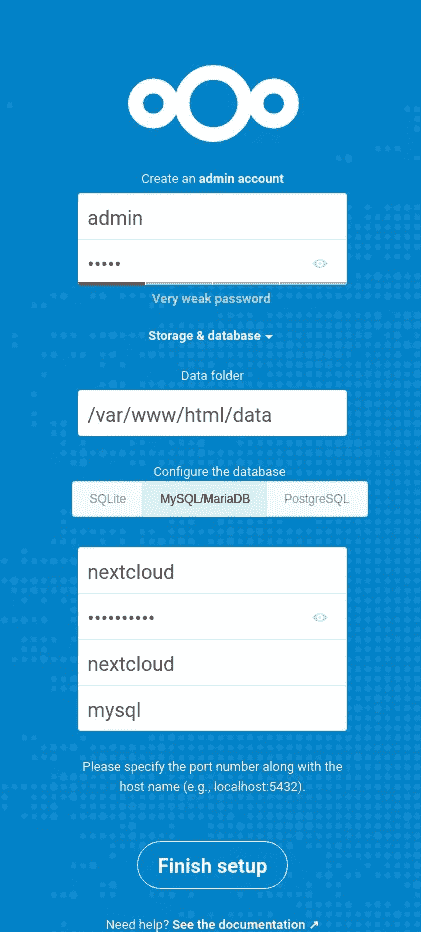 Create an admin account
admin
•••••
Very weak password
Storage & database
Data folder
/var/www/html/data
Configure the database
SQLite MySQL/MariaDB PostgreSQL
nextcloud
••••••••••
nextcloud
mysql
Please specify the port number along with the
host name (e.g., localhost:5432).
Finish setup
Need help? See the documentation ↗